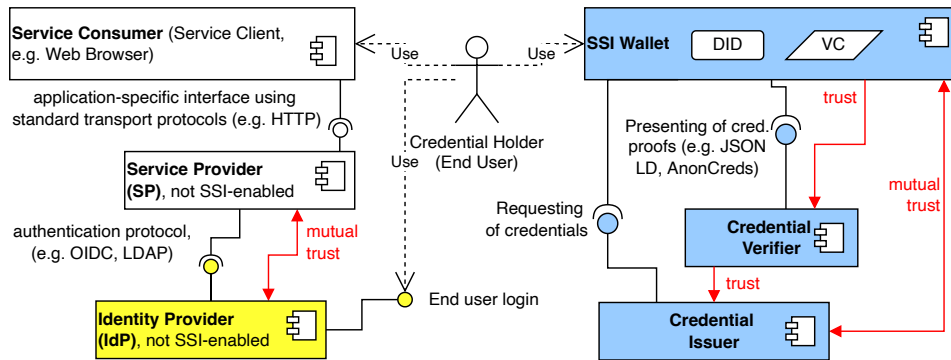 Service Consumer (Service Client,
e.g. Web Browser)
Use
Use
SSI Wallet
DID
VC
application-specific interface using
standard transport protocols (e.g. HTTP)
Credential Holder
(End User)
Use
trust
Presenting of cred.
proofs (e.g. JSON
LD, AnonCreds)
mutual
trust
Service Provider
(SP), not SSI-enabled
Requesting
of credentials
authentication protocol,
(e.g. OIDC, LDAP)
mutual
trust
Credential
Verifier
trust
End user login
Identity Provider
(IdP), not SSI-enabled
Credential
Issuer